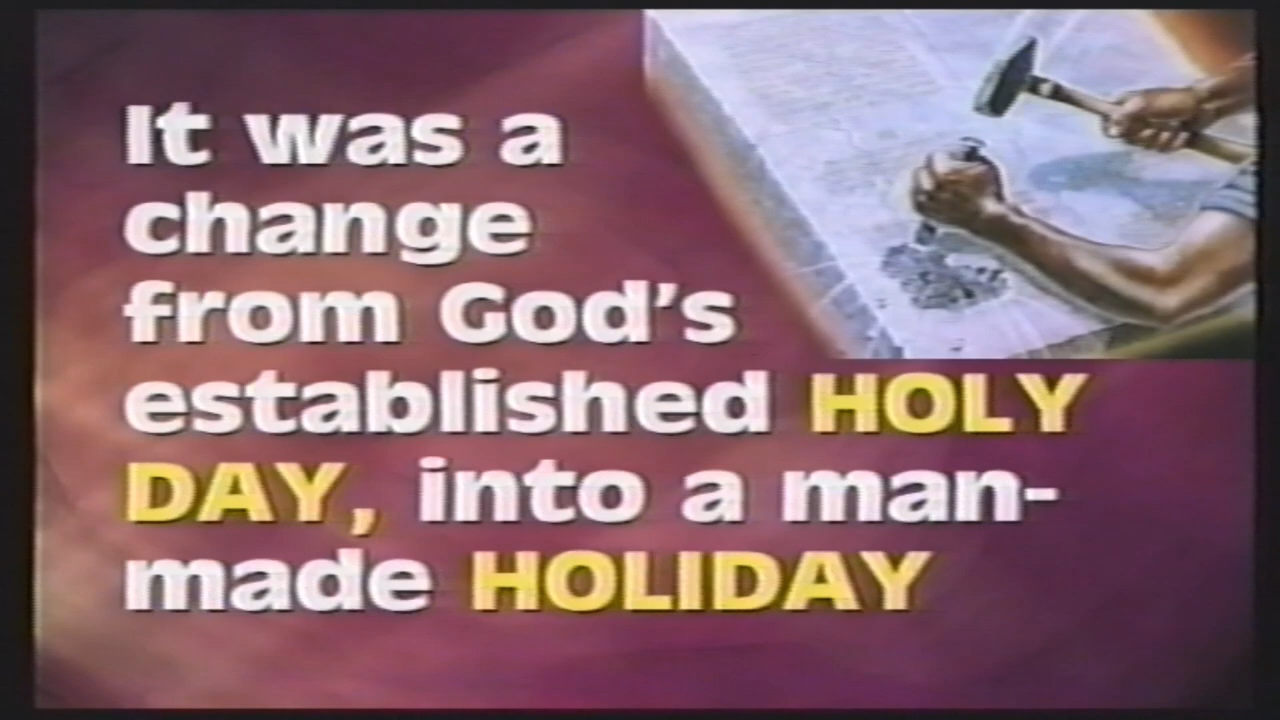 It was a
change
from God's
established HOLY
DAY, into a man-
made HOLIDAY